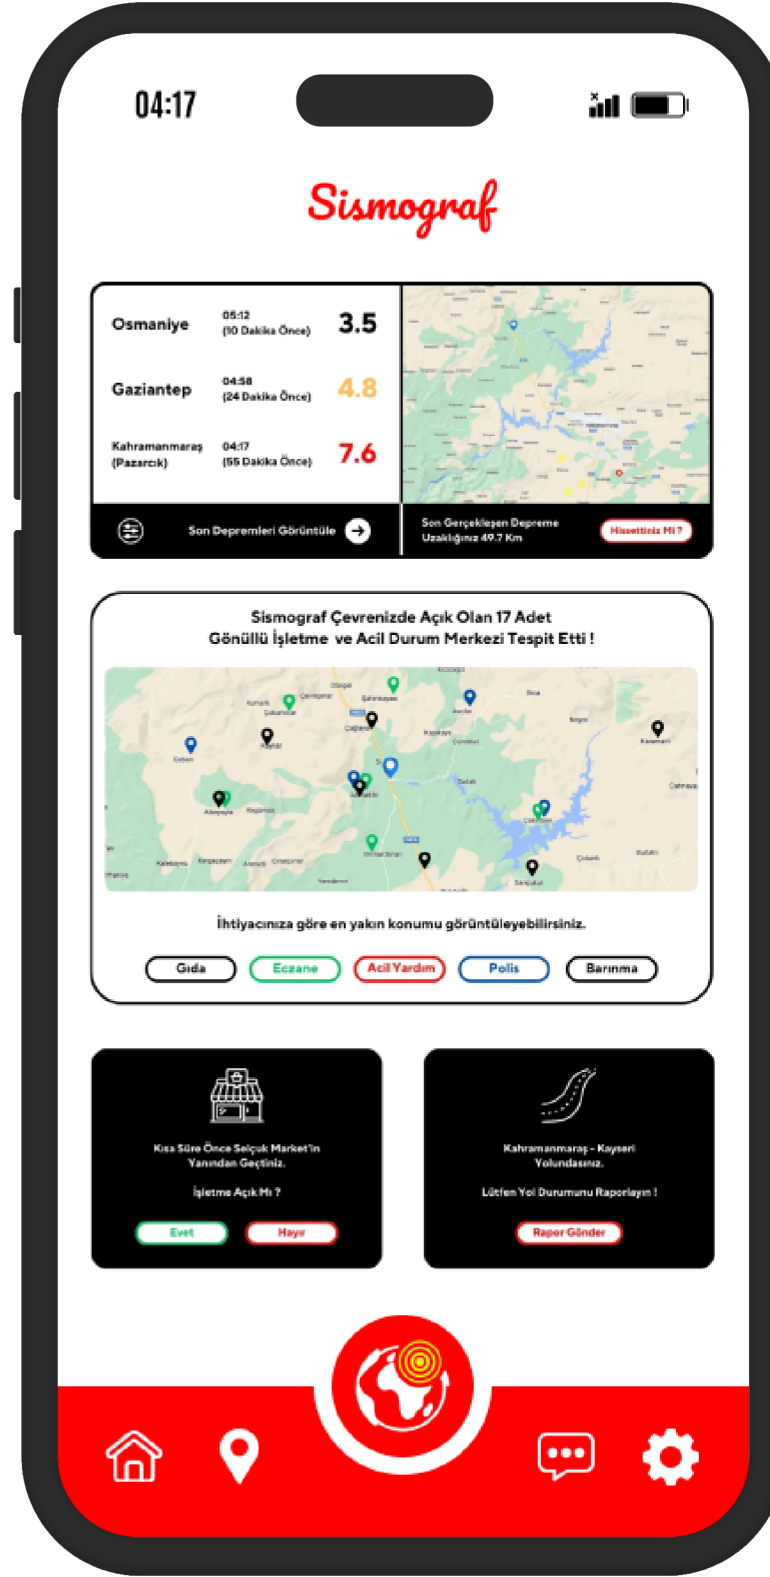 04:17
Sismograf
Osmaniye
05:12
(10 Dakika Önce)
3.5
Gaziantep
04:58
(24 Dakika Önce)
4.8
Kahramanmaraş
(Pazarcık)
04:17
(55 Dakika Önce)
7.6
Son Depremleri Görüntüle
Son Gerçekleşen Depreme
Uzaklığınız 49.7 Km
Hissettiniz Mi ?
Sismograf Çevrenizde Açık Olan 17 Adet
Gönüllü İşletme ve Acil Durum Merkezi Tespit Etti !
İhtiyacınıza göre en yakın konumu görüntüleyebilirsiniz.
Gıda
Eczane
Acil Yardım
Polis
Barınma
Kısa Süre Önce Selçuk Market'in
Yanından Geçtiniz.
İşletme Açık Mı ?
Evet
Hayır
Kahramanmaraş - Kayseri
Yolundasınız.
Lütfen Yol Durumunu Raporlayın !
Rapor Gönder